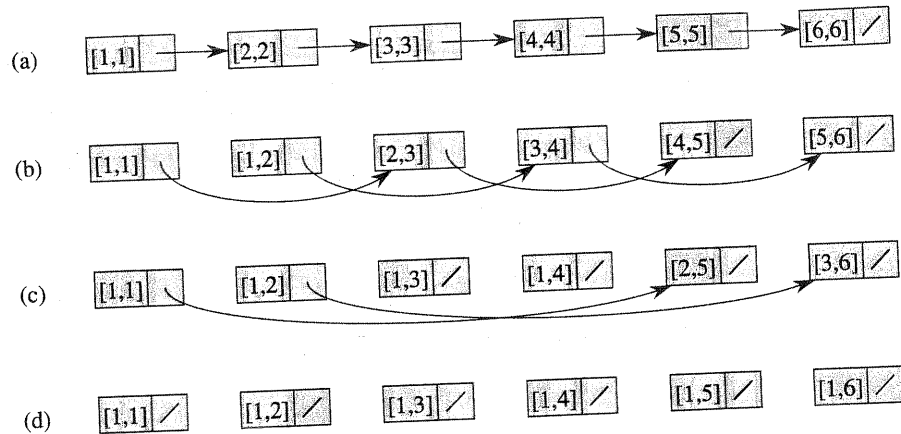 (a) [1,1] [2,2] [3,3] [4,4] [5,5] [6,6]
(b) [1,1] [1,2] [2,3] [3,4] [4,5] [5,6]
(c) [1,1] [1,2] [1,3] [1,4] [2,5] [3,6]
(d) [1,1] [1,2] [1,3] [1,4] [1,5] [1,6]